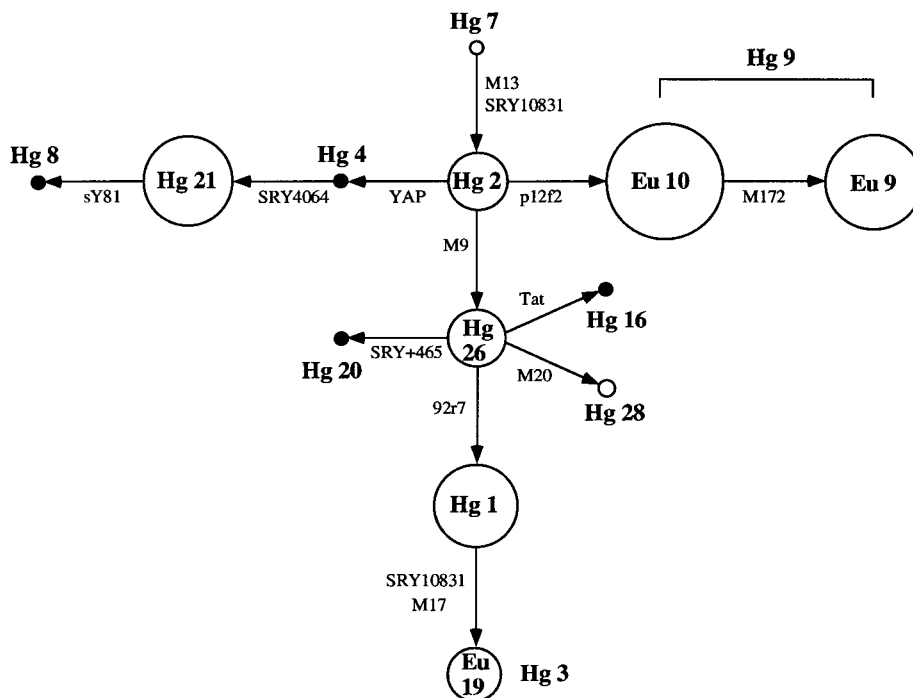 Hg 7
Hg 9
M13
SRY10831
Hg 8
Hg 21
Hg 4
Hg 2
Eu 10
Eu 9
sY81
SRY4064
YAP
p12f2
M172
M9
Tat
Hg 16
Hg
26
SRY+465
Hg 20
M20
Hg 28
92r7
Hg 1
SRY10831
M17
Eu
19
Hg 3